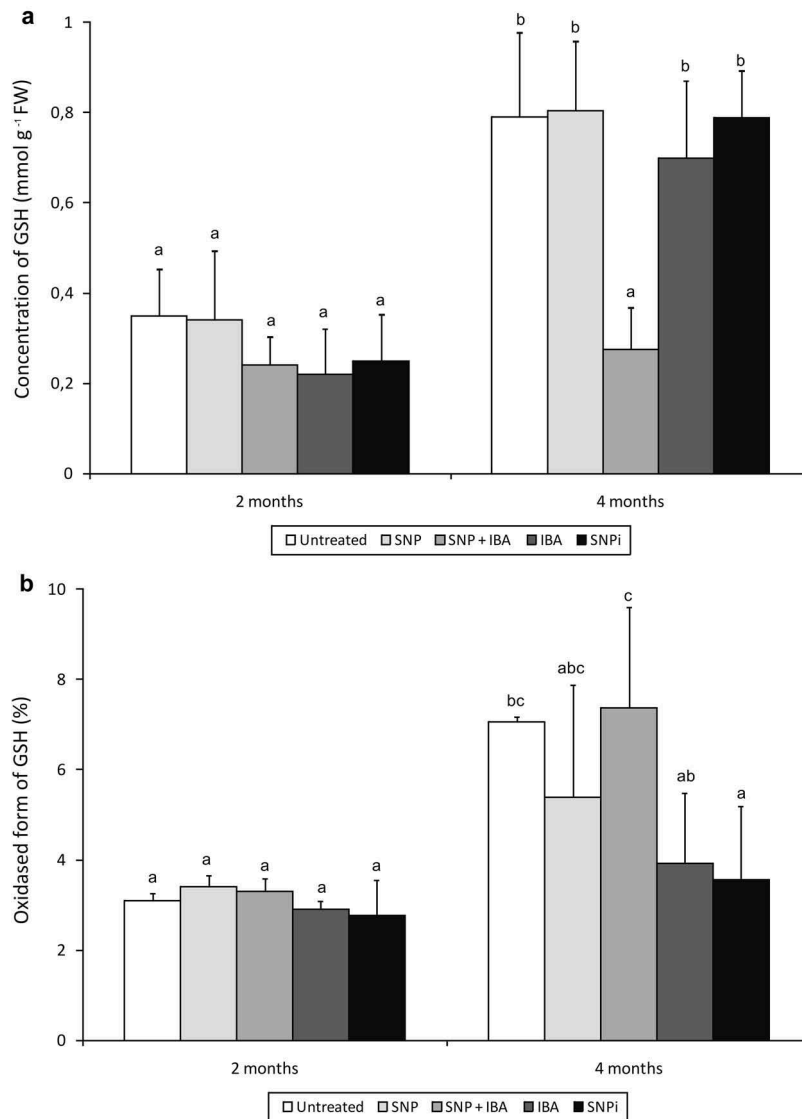 a
Concentration of GSH (mmol g⁻¹ FW)
1
0,8
0,6
0,4
0,2
0
a
a
a
a
a
b
b
a
b
b
2 months
4 months
Untreated SNP SNP + IBA IBA SNPi
b
Oxidased form of GSH (%)
10
8
6
4
2
0
a
a
a
a
a
bc
abc
c
ab
a
2 months
4 months
Untreated SNP SNP + IBA IBA SNPi